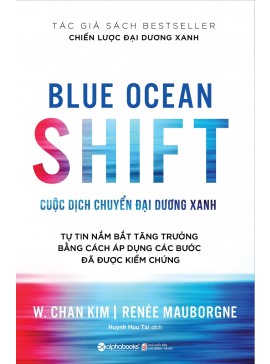 TÁC GIẢ SÁCH BESTSELLER
CHIẾN LƯỢC ĐẠI DƯƠNG XANH
BLUE OCEAN
SHIFT
CUỘC DỊCH CHUYỂN ĐẠI DƯƠNG XANH
TỰ TIN NẮM BẮT TĂNG TRƯỞNG
BẰNG CÁCH ÁP DỤNG CÁC BƯỚC
ĐÃ ĐƯỢC KIỂM CHỨNG
W. CHAN KIM | RENÉE MAUBORGNE
Huỳnh Hữu Tài dịch
alphabooks